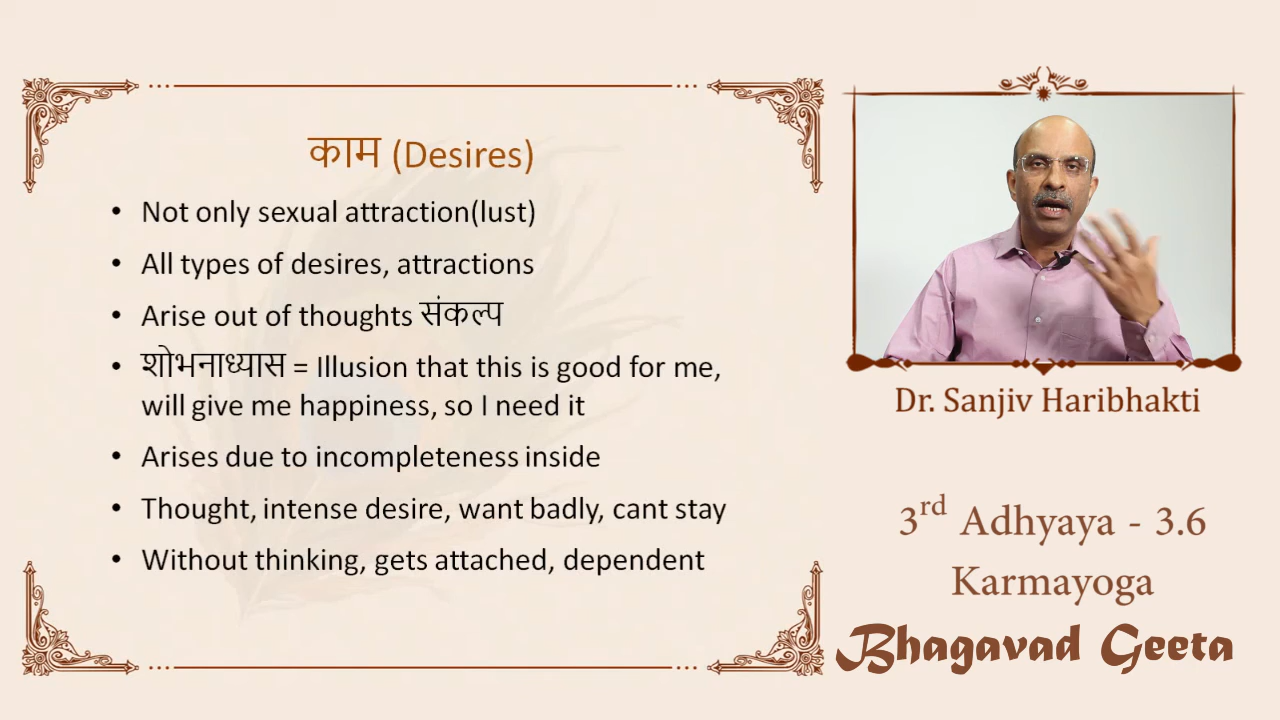 काम (Desires)
• Not only sexual attraction(lust)
• All types of desires, attractions
• Arise out of thoughts संकल्प
• शोभनाध्यास = Illusion that this is good for me,
will give me happiness, so I need it
• Arises due to incompleteness inside
• Thought, intense desire, want badly, cant stay
• Without thinking, gets attached, dependent
Dr. Sanjiv Haribhakti
3rd Adhyaya - 3.6
Karmayoga
Bhagavad Geeta